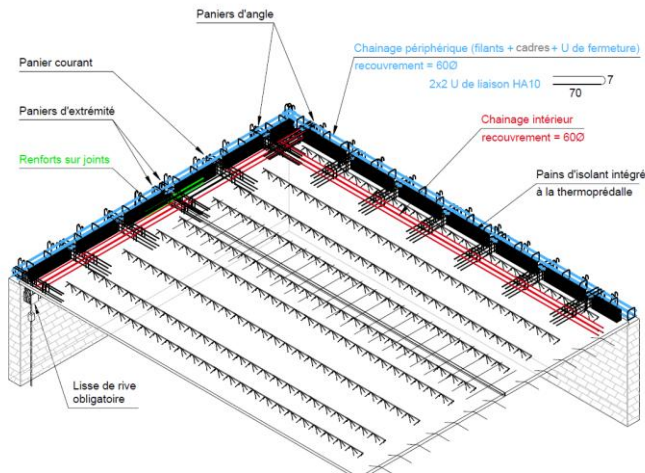 Paniers d'angle
Chainage périphérique (filants + cadres + U de fermeture)
recouvrement = 60Ø
2x2 U de liaison HA10
7
70
Panier courant
Paniers d'extrémité
Renforts sur joints
Chainage intérieur
recouvrement = 60Ø
Pains d'isolant intégré
à la thermoprédalle
Lisse de rive
obligatoire